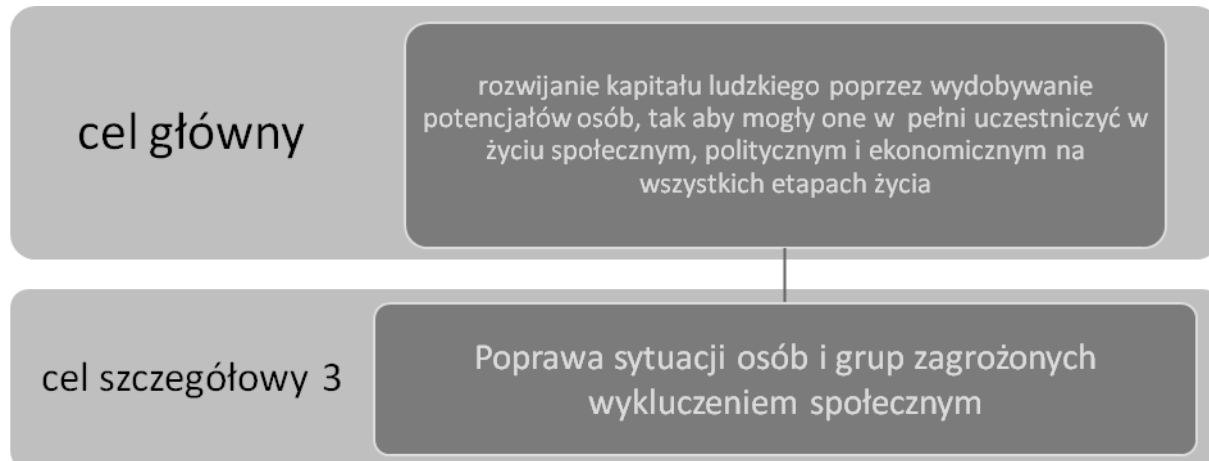 cel główny
rozwijanie kapitału ludzkiego poprzez wydobywanie
potencjałów osób, tak aby mogły one w pełni uczestniczyć w
życiu społecznym, politycznym i ekonomicznym na
wszystkich etapach życia
cel szczegółowy 3
Poprawa sytuacji osób i grup zagrożonych
wykluczeniem społecznym